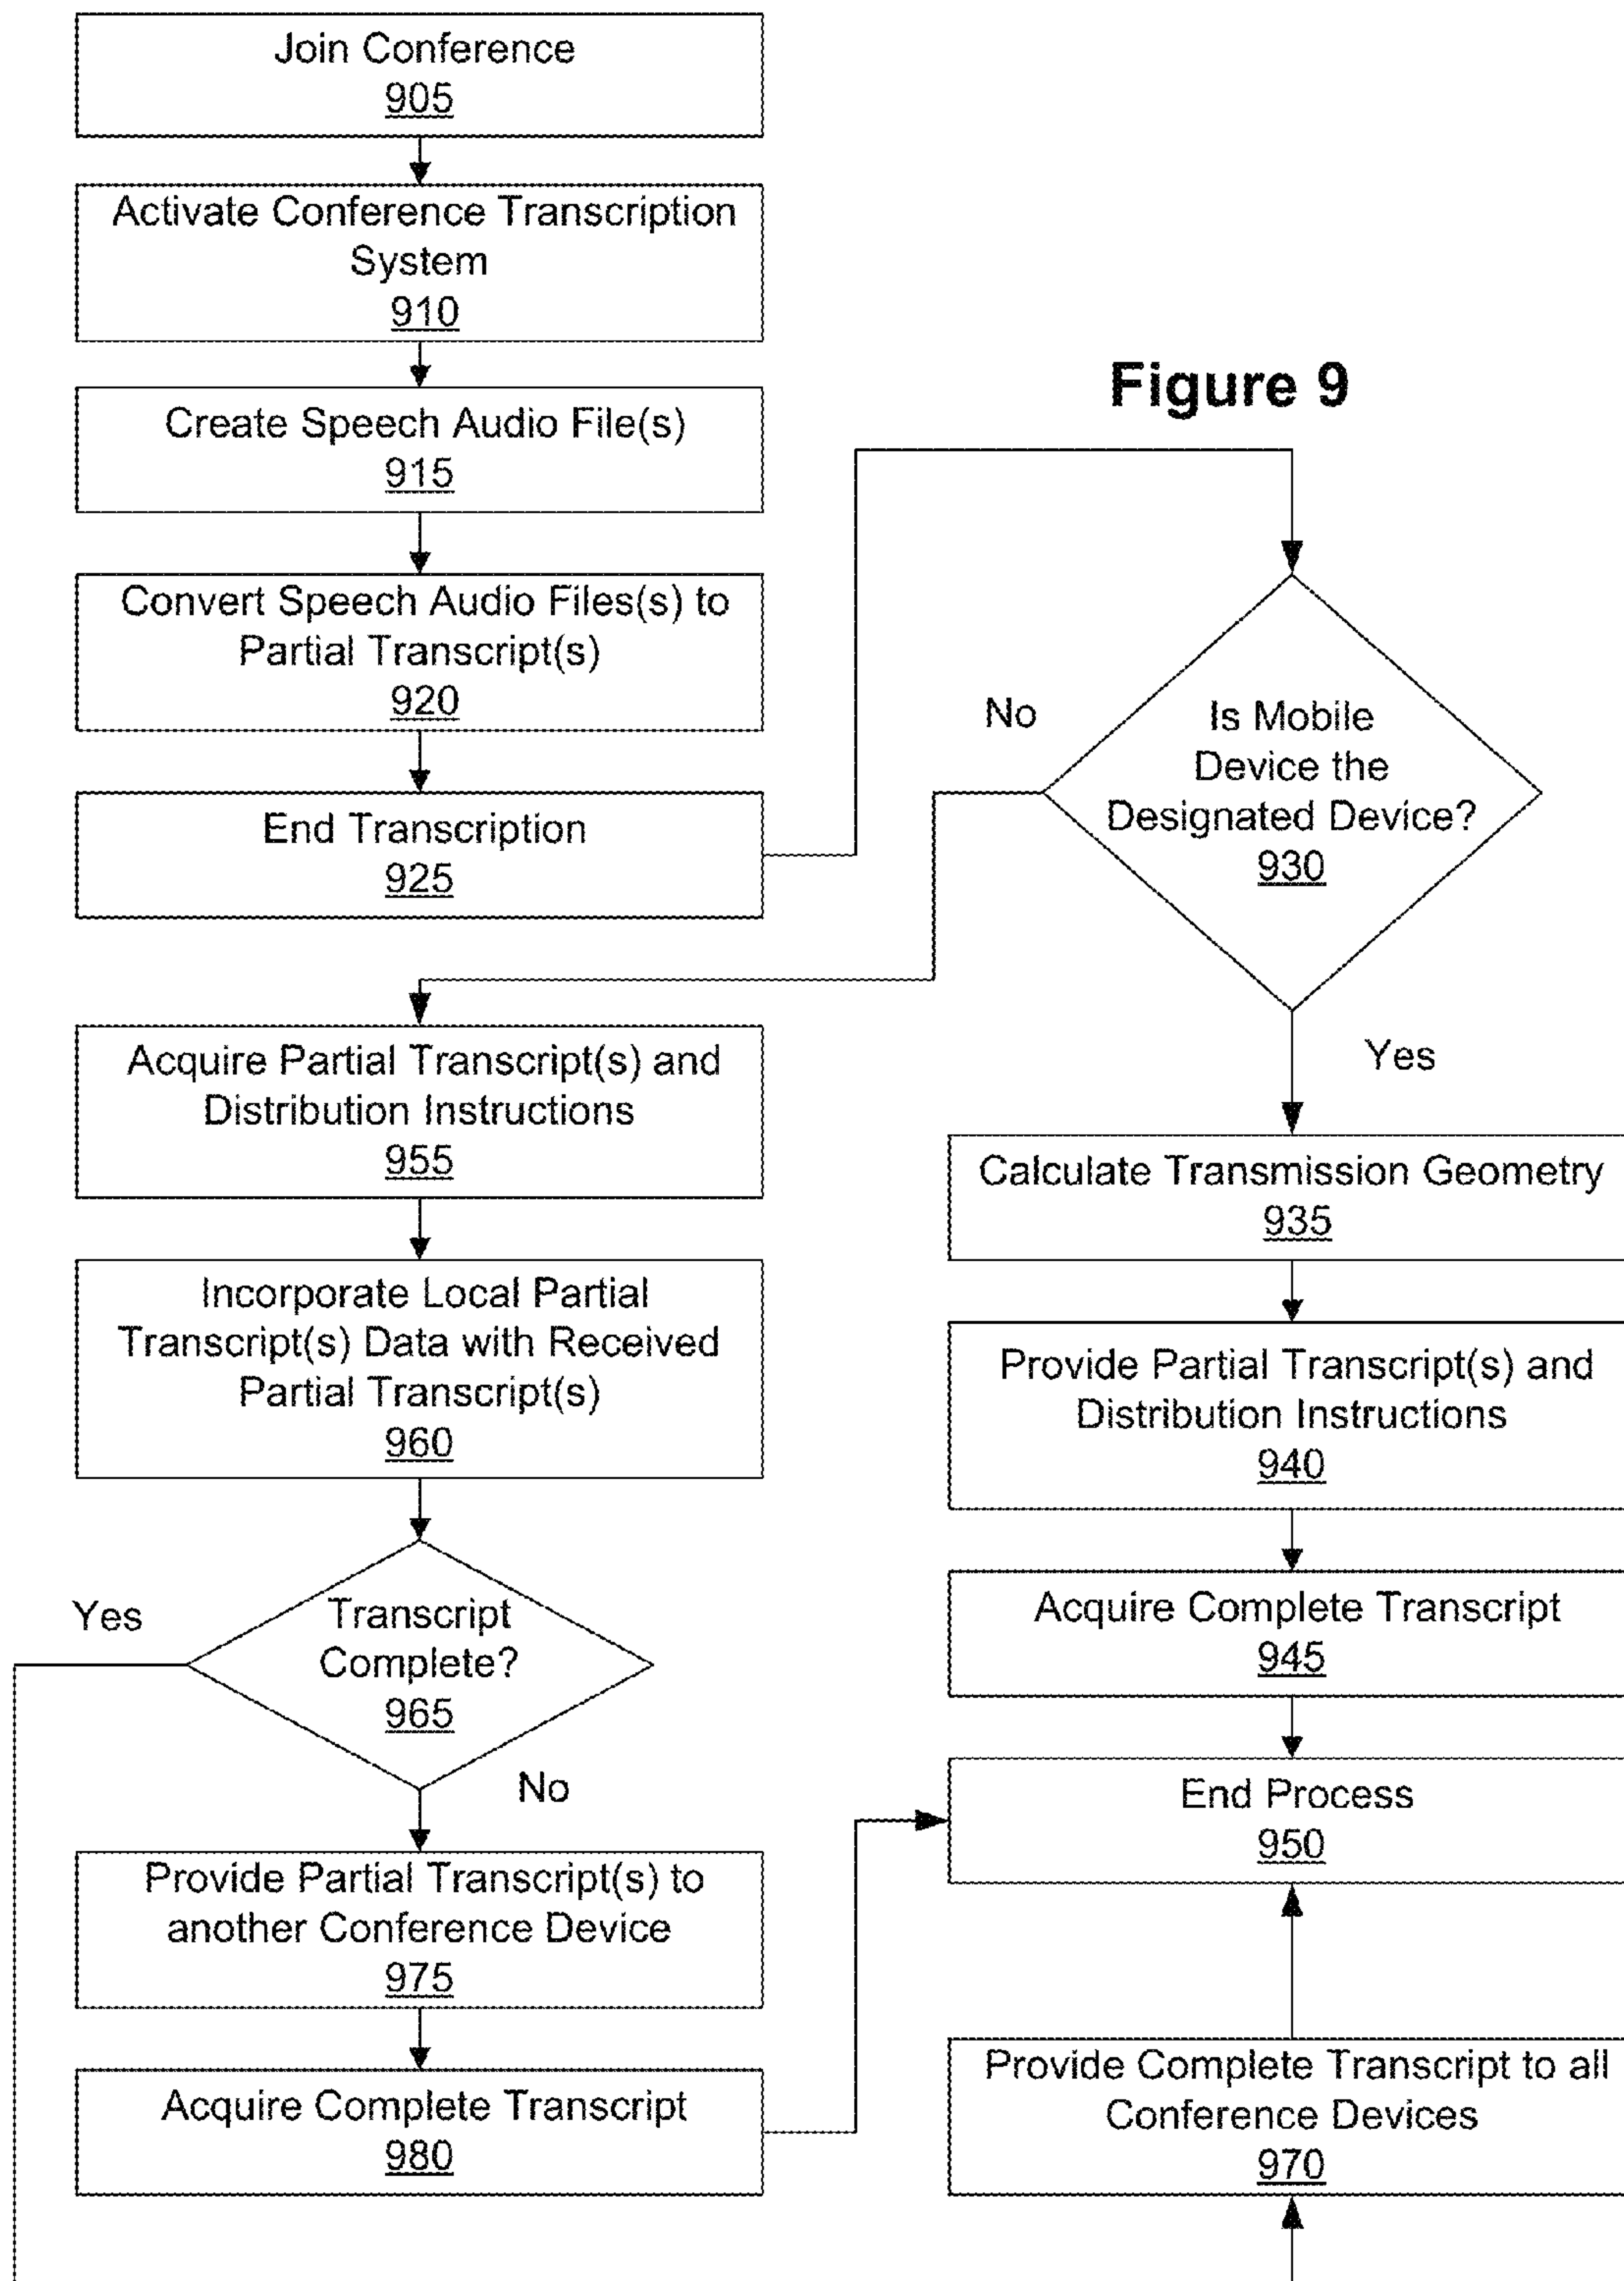 Join Conference
905
Activate Conference Transcription
System
910
Create Speech Audio File(s)
915
Convert Speech Audio Files(s) to
Partial Transcript(s)
920
End Transcription
925
Figure 9
Is Mobile
Device the
Designated Device?
930
No
Yes
Acquire Partial Transcript(s) and
Distribution Instructions
955
Incorporate Local Partial
Transcript(s) Data with Received
Partial Transcript(s)
960
Transcript
Complete?
965
Yes
No
Provide Partial Transcript(s) to
another Conference Device
975
Acquire Complete Transcript
980
Calculate Transmission Geometry
935
Provide Partial Transcript(s) and
Distribution Instructions
940
Acquire Complete Transcript
945
End Process
950
Provide Complete Transcript to all
Conference Devices
970